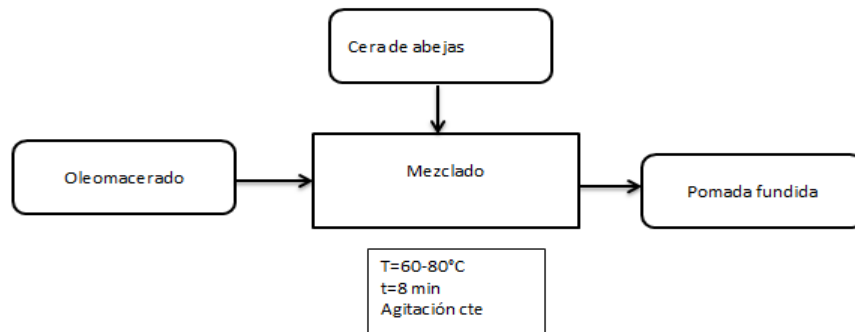 Cera de abejas
Oleomacerado
Mezclado
Pomada fundida
T=60-80°C
t=8 min
Agitación cte